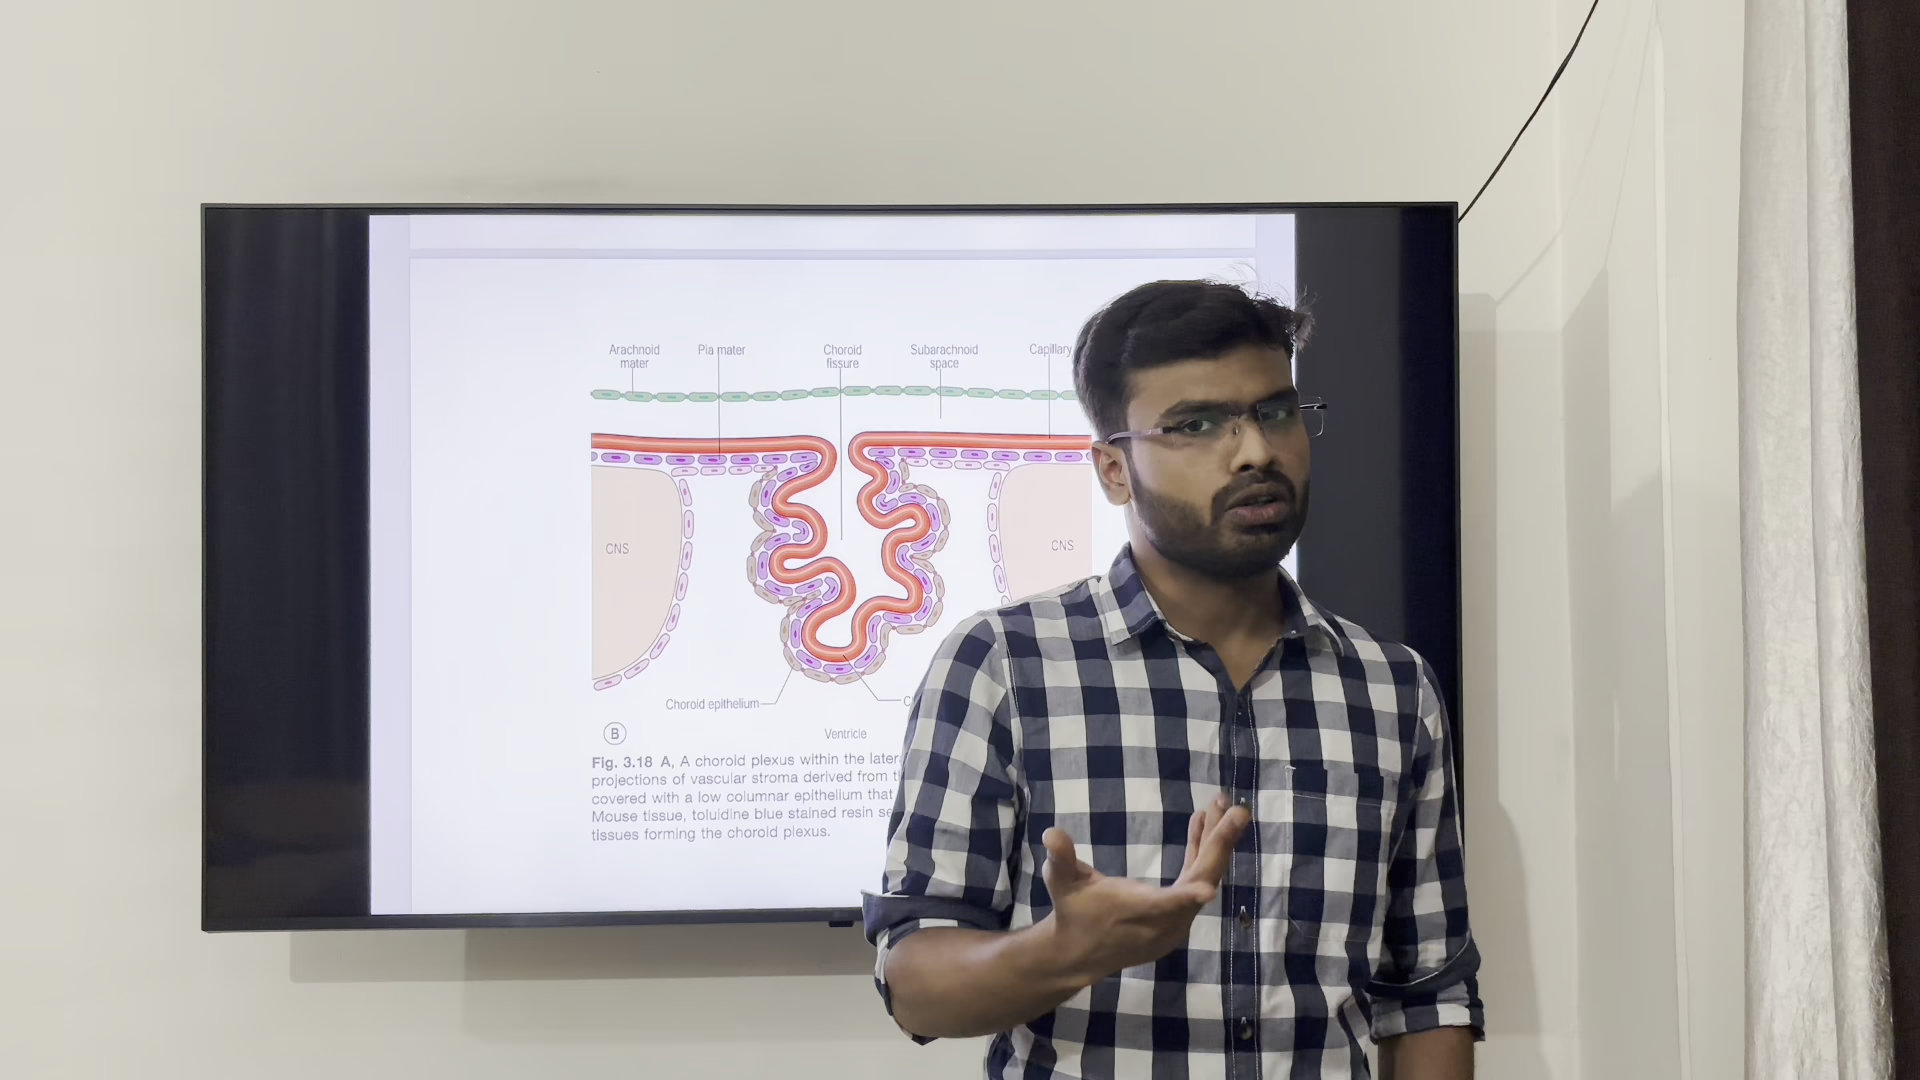 Arachnoid
mater
Pia mater
Choroid
fissure
Subarachnoid
space
Capillary
CNS
CNS
Choroid epithelium
Ventricle
B
Fig. 3.18 A, A choroid plexus within the
projections of vascular stroma derived from
covered with a low columnar epithelium that
Mouse tissue, toluidine blue stained resin
tissues forming the choroid plexus.